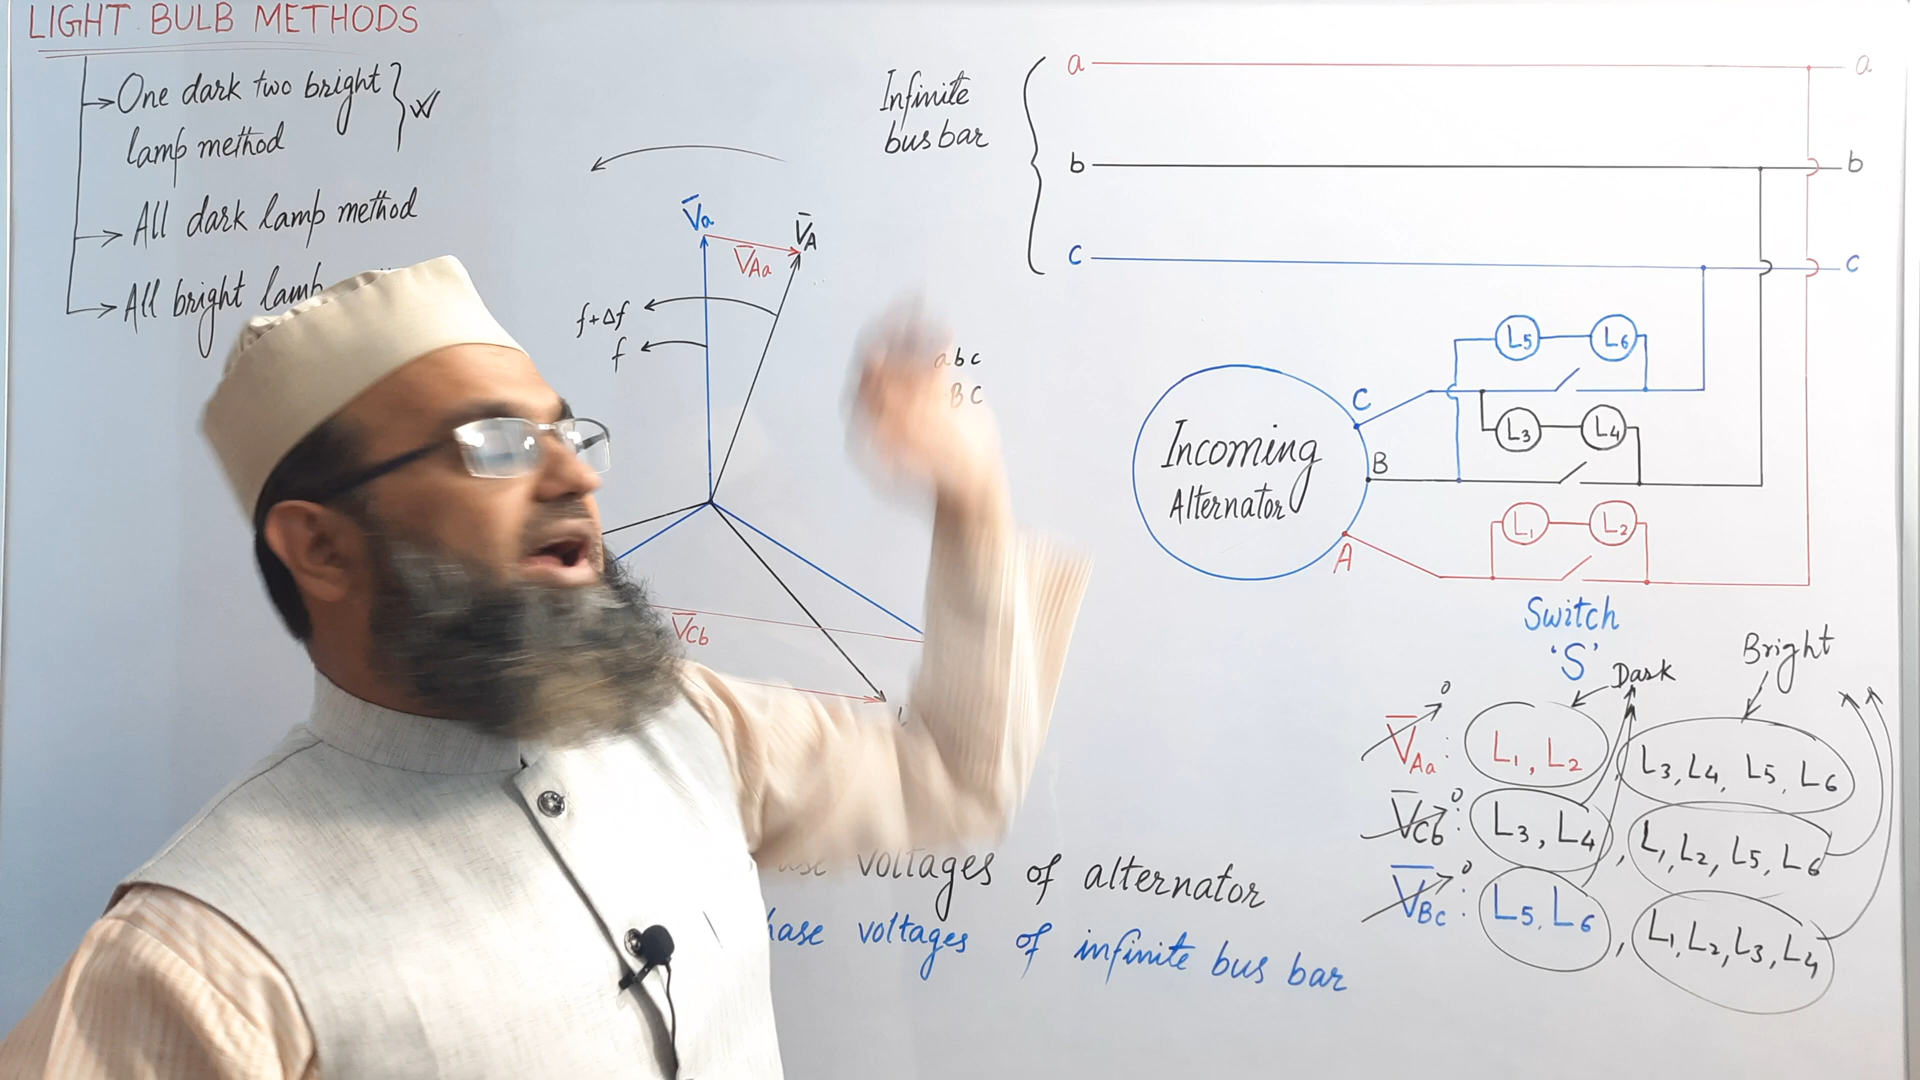 LIGHT BULB METHODS
One dark two bright
lamp method
All dark lamp method
All bright lamp
Infinite
bus bar
a
a
b
b
c
c
V̅a
V̅A
V̅Aa
f+Δf
f
a b c
B C
V̅Cb
Incoming
Alternator
C
B
A
L5
L6
L3
L4
L1
L2
Switch
'S'
Dark
Bright
V̅Aa 0 : L1, L2, L3, L4, L5, L6
V̅Cb 0 : L3, L4, L1, L2, L5, L6
V̅Bc 0 : L5, L6, L1, L2, L3, L4
voltages of alternator
voltages of infinite bus bar